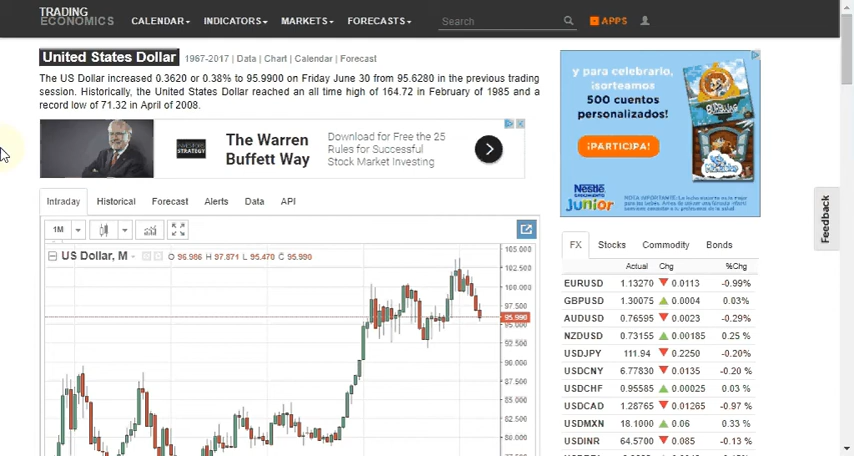 TRADING
ECONOMICS
CALENDAR
INDICATORS
MARKETS
FORECASTS
Search
APPS
United States Dollar
1967-2017 | Data | Chart | Calendar | Forecast
The US Dollar increased 0.3620 or 0.38% to 95.9900 on Friday June 30 from 95.6280 in the previous trading
session. Historically, the United States Dollar reached an all time high of 164.72 in February of 1985 and a
record low of 71.32 in April of 2008.
INVESTORS
STRATEGY
The Warren
Buffett Way
Download for Free the 25
Rules for Successful
Stock Market Investing
y para celebrarlo,
¡sorteamos
500 cuentos
personalizados!
¡PARTICIPA!
Nestlé
JUNIOR
Feedback
Intraday Historical Forecast Alerts Data API
1M
US Dollar, M
O 96.986 H 97.871 L 95.470 C 95.990
105.000
102.500
100.000
97.500
95.990
95.000
92.500
90.000
87.500
85.000
82.500
80.000
FX Stocks Commodity Bonds
Actual Chg %Chg
EURUSD 1.13270 0.0113 -0.99%
GBPUSD 1.30075 0.0004 0.03%
AUDUSD 0.76595 0.0023 -0.29%
NZDUSD 0.73155 0.00185 0.25 %
USDJPY 111.94 0.2250 -0.20%
USDCNY 6.77830 0.0135 -0.20 %
USDCHF 0.95585 0.00025 0.03 %
USDCAD 1.28765 0.01265 -0.97 %
USDMXN 18.1000 0.06 0.33 %
USDINR 64.5700 0.085 -0.13 %